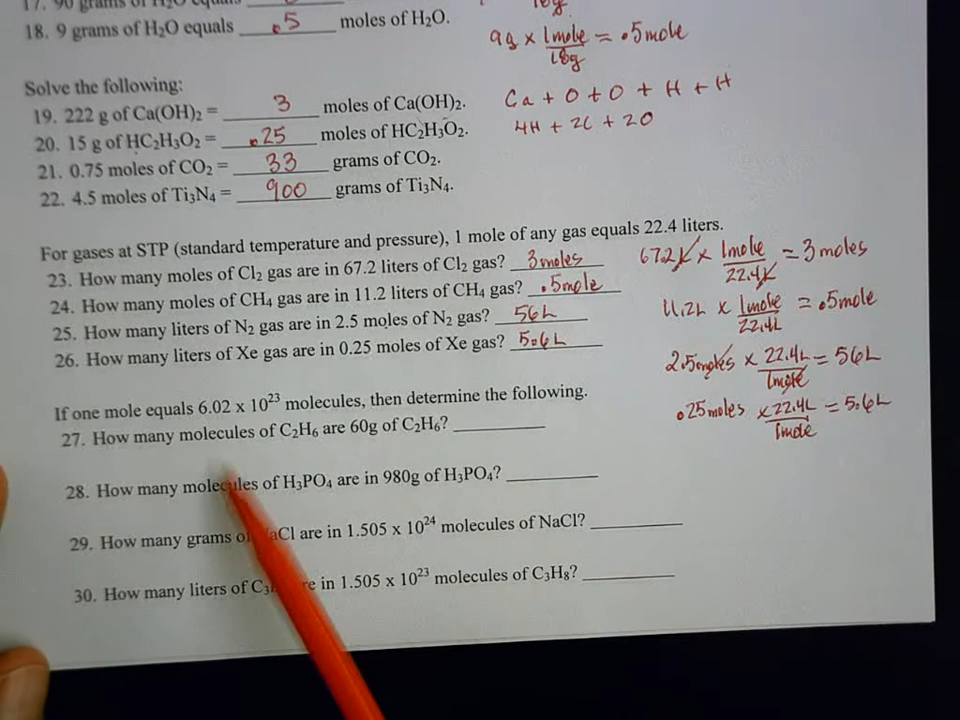 17. 90 grams of H₂O equals
18g
18. 9 grams of H₂O equals .5 moles of H₂O.
9g x 1mole/18g = .5mole
Solve the following:
19. 222 g of Ca(OH)₂ = 3 moles of Ca(OH)₂.
Ca + O + O + H + H
20. 15 g of HC₂H₃O₂ = .25 moles of HC₂H₃O₂.
4H + 2C + 2O
21. 0.75 moles of CO₂ = 33 grams of CO₂.
22. 4.5 moles of Ti₃N₄ = 900 grams of Ti₃N₄.
For gases at STP (standard temperature and pressure), 1 mole of any gas equals 22.4 liters.
23. How many moles of Cl₂ gas are in 67.2 liters of Cl₂ gas? 3moles
67.2L x 1mole/22.4L = 3moles
24. How many moles of CH₄ gas are in 11.2 liters of CH₄ gas? .5mole
11.2L x 1mole/22.4L = .5mole
25. How many liters of N₂ gas are in 2.5 moles of N₂ gas? 56L
2.5moles x 22.4L/1mole = 56L
26. How many liters of Xe gas are in 0.25 moles of Xe gas? 5.6L
.25moles x 22.4L/1mole = 5.6L
If one mole equals 6.02 x 10²³ molecules, then determine the following.
27. How many molecules of C₂H₆ are 60g of C₂H₆?
28. How many molecules of H₃PO₄ are in 980g of H₃PO₄?
29. How many grams of NaCl are in 1.505 x 10²⁴ molecules of NaCl?
30. How many liters of in 1.505 x 10²³ molecules of C₃H₈?